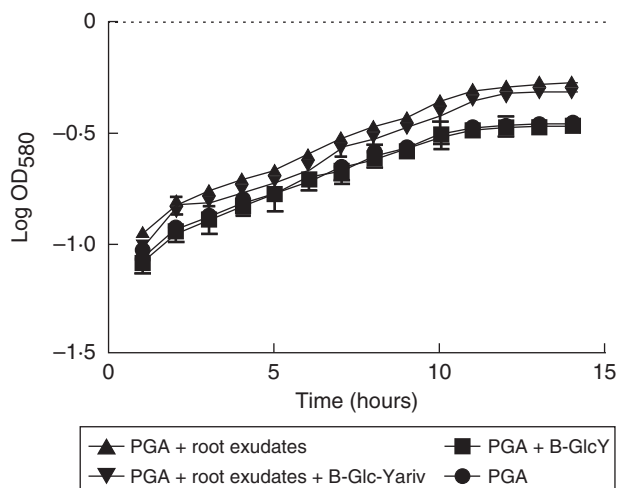 0
−0.5
−1.0
−1.5
Log OD580
0 5 10 15
Time (hours)
PGA + root exudates
PGA + B-GlcY
PGA + root exudates + B-Glc-Yariv
PGA